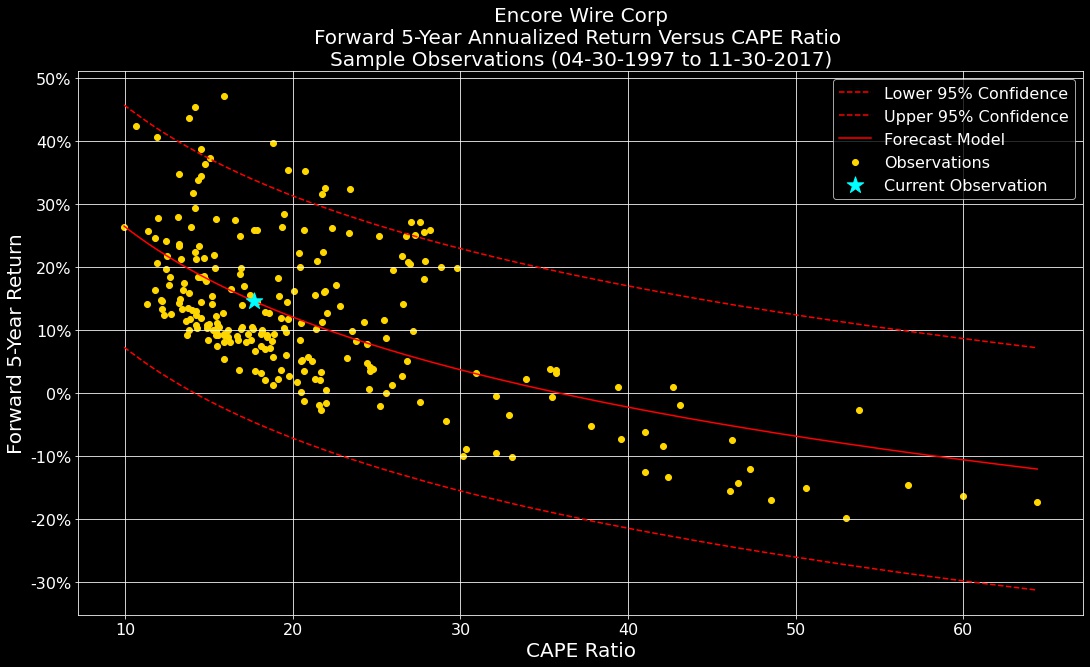 Encore Wire Corp
Forward 5-Year Annualized Return Versus CAPE Ratio
Sample Observations (04-30-1997 to 11-30-2017)
Lower 95% Confidence
Upper 95% Confidence
Forecast Model
Observations
Current Observation
Forward 5-Year Return
50%
40%
30%
20%
10%
0%
-10%
-20%
-30%
10 20 30 40 50 60
CAPE Ratio